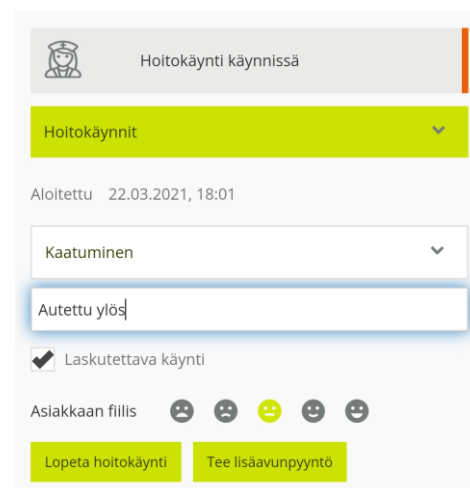 Hoitokäynti käynnissä
Hoitokäynnit
Aloitettu 22.03.2021, 18:01
Kaatuminen
Autettu ylös
Laskutettava käynti
Asiakkaan fiilis
Lopeta hoitokäynti Tee lisäavunpyyntö